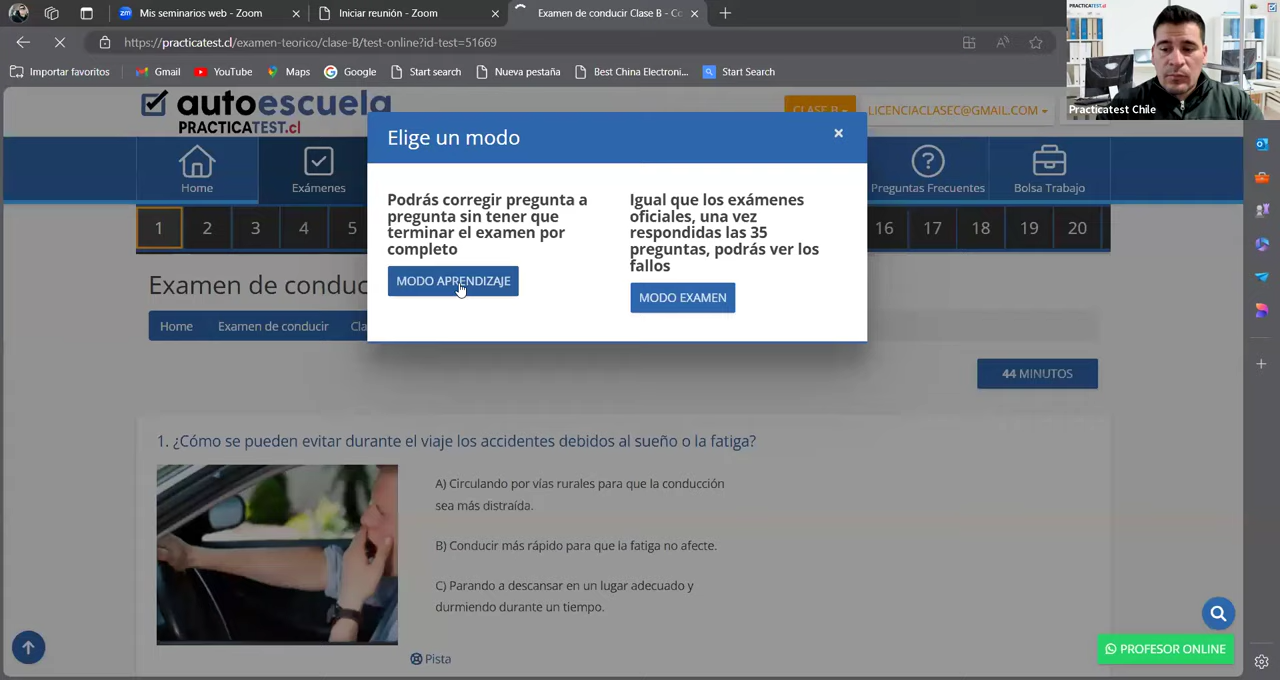 Mis seminarios web - Zoom
Iniciar reunión - Zoom
Examen de conducir Clase B - Co
https://practicatest.cl/examen-teorico/clase-B/test-online?id-test=51669
Importar favoritos
Gmail
YouTube
Maps
Google
Start search
Nueva pestaña
Best China Electroni...
Start Search
PRACTICATEST.cl
Practicatest Chile
autoescuela
PRACTICATEST.cl
CLASE B
LICENCIACLASEC@GMAIL.COM
Home
Exámenes
Preguntas Frecuentes
Bolsa Trabajo
1 2 3 4 5 16 17 18 19 20
Elige un modo
×
Podrás corregir pregunta a
pregunta sin tener que
terminar el examen por
completo
MODO APRENDIZAJE
Igual que los exámenes
oficiales, una vez
respondidas las 35
preguntas, podrás ver los
fallos
MODO EXAMEN
Examen de conduc
Home
Examen de conducir
Cla
44 MINUTOS
1. ¿Cómo se pueden evitar durante el viaje los accidentes debidos al sueño o la fatiga?
A) Circulando por vías rurales para que la conducción
sea más distraída.
B) Conducir más rápido para que la fatiga no afecte.
C) Parando a descansar en un lugar adecuado y
durmiendo durante un tiempo.
Pista
PROFESOR ONLINE